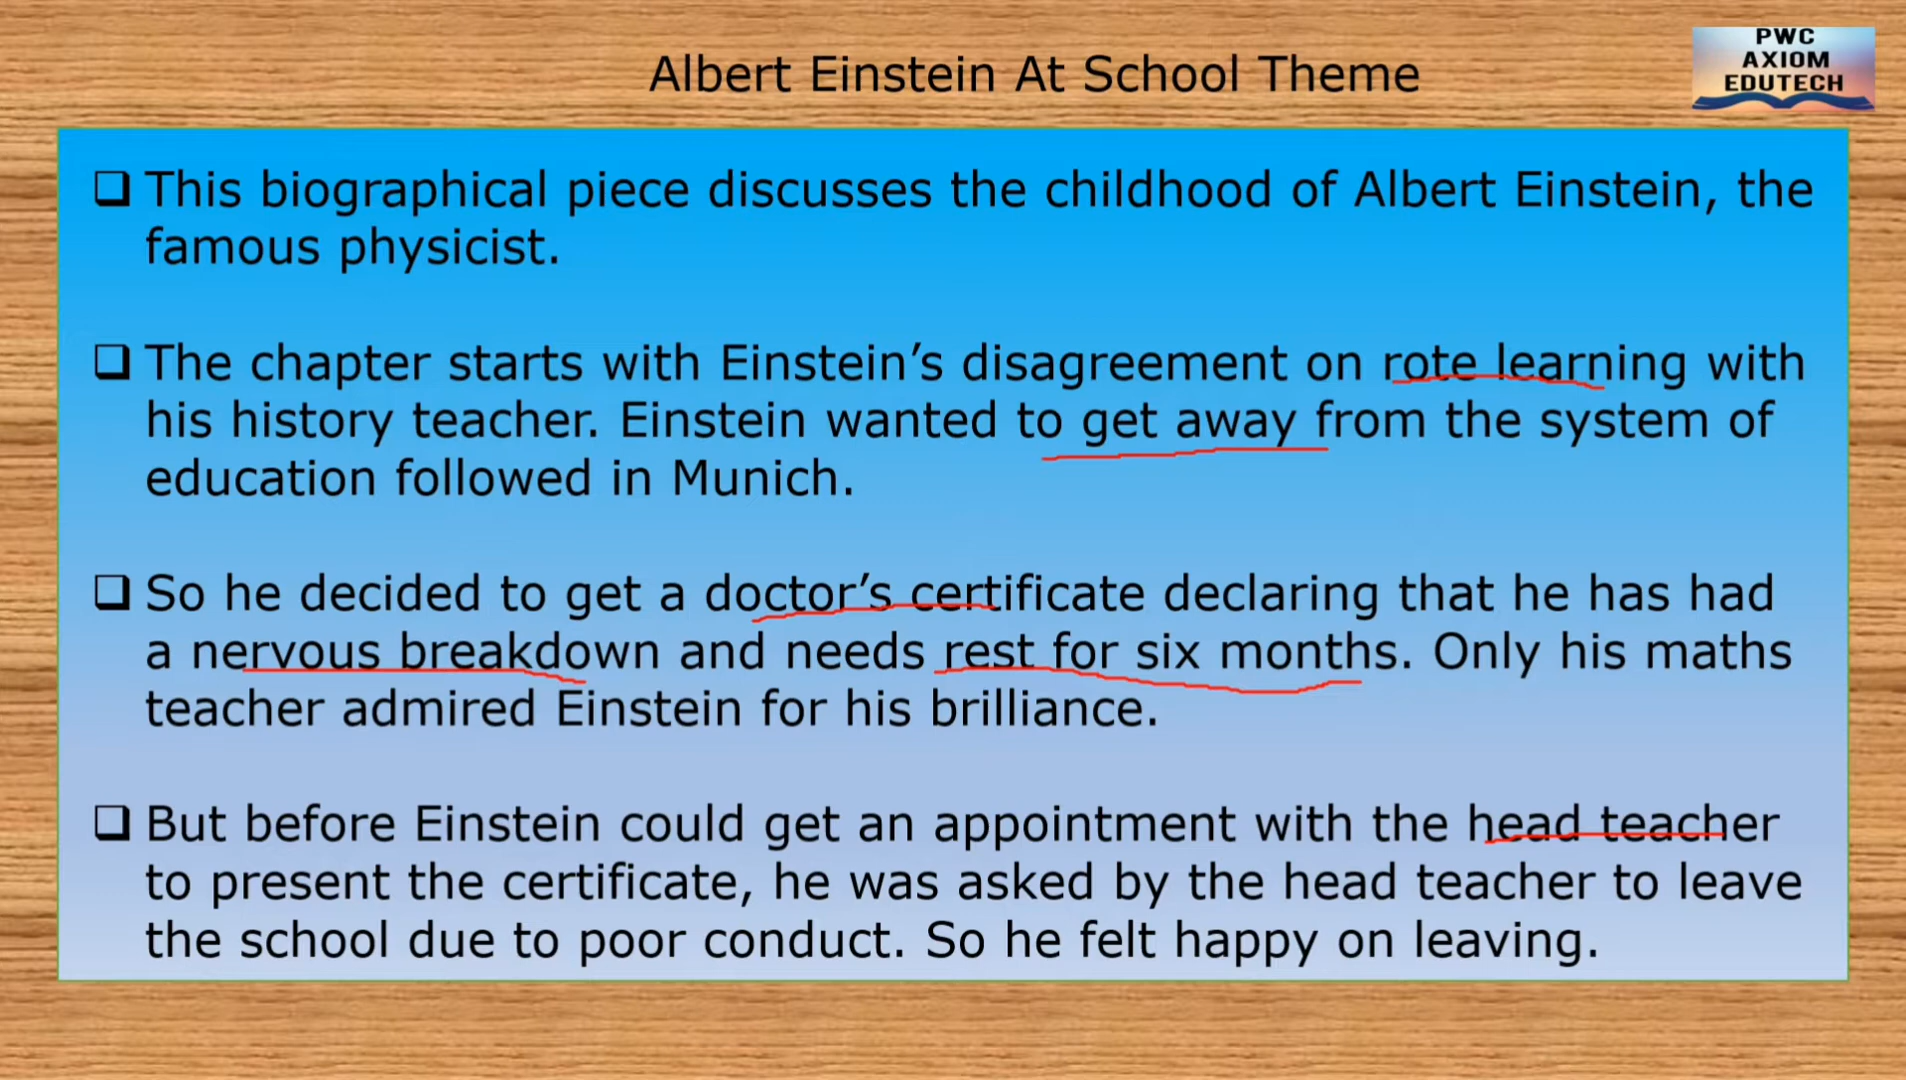 Albert Einstein At School Theme
PWC
AXIOM
EDUTECH
❑ This biographical piece discusses the childhood of Albert Einstein, the
famous physicist.
❑ The chapter starts with Einstein’s disagreement on rote learning with
his history teacher. Einstein wanted to get away from the system of
education followed in Munich.
❑ So he decided to get a doctor’s certificate declaring that he has had
a nervous breakdown and needs rest for six months. Only his maths
teacher admired Einstein for his brilliance.
❑ But before Einstein could get an appointment with the head teacher
to present the certificate, he was asked by the head teacher to leave
the school due to poor conduct. So he felt happy on leaving.